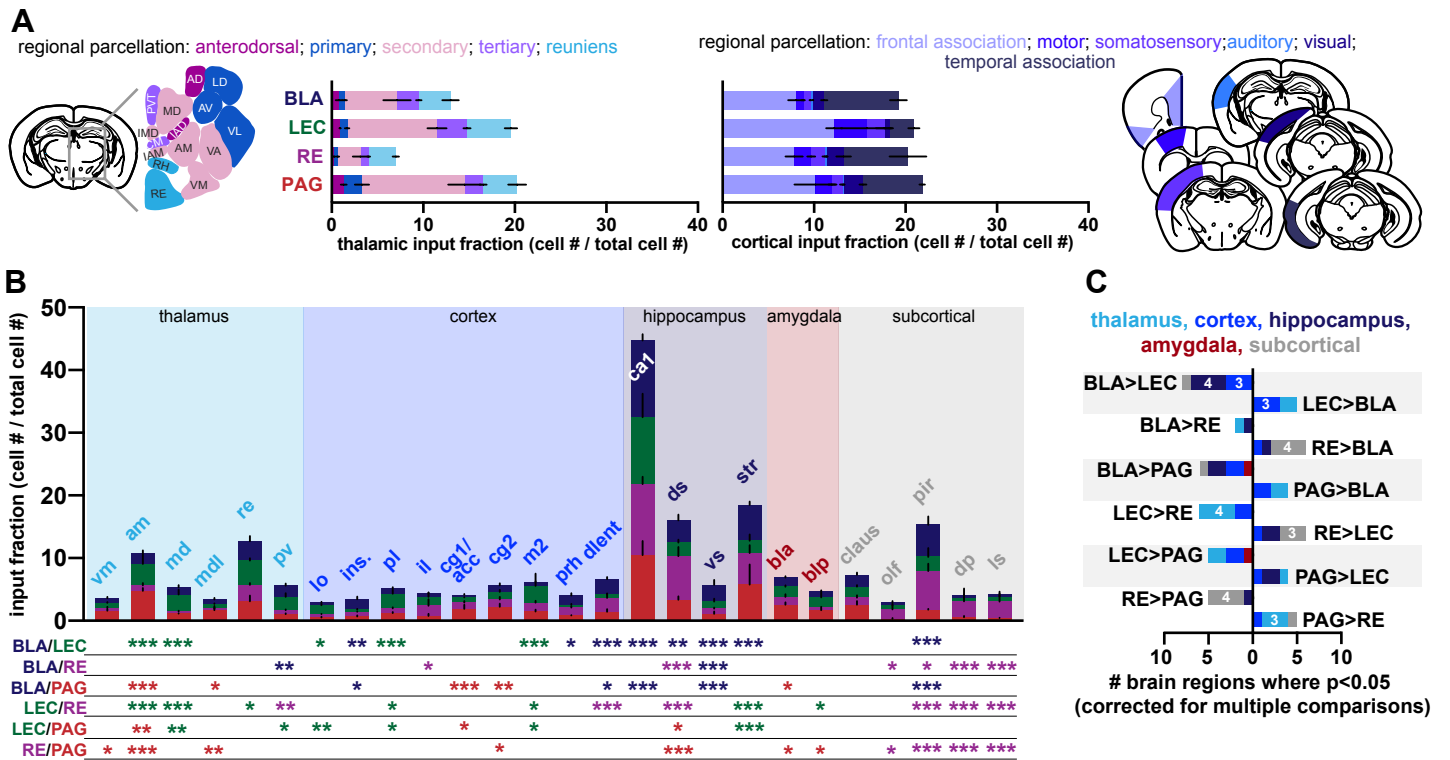 A
regional parcellation: anterodorsal; primary; secondary; tertiary; reuniens
regional parcellation: frontal association; motor; somatosensory;auditory; visual;
temporal association
AD
LD
PVT
MD
AV
IMD
IAD
VL
CM
IAM
AM
VA
RH
RE
VM
BLA
LEC
RE
PAG
0 10 20 30 40
thalamic input fraction (cell # / total cell #)
0 10 20 30 40
cortical input fraction (cell # / total cell #)
B
input fraction (cell # / total cell #)
50
40
30
20
10
0
thalamus cortex hippocampus amygdala subcortical
vm am md mdl re pv lo ins. pl il cg1/acc cg2 m2 prh dlent ca1 ds vs str bla blp claus olf pir dp ls
BLA/LEC *** *** * ** *** *** * *** *** ** *** *** ***
BLA/RE ** * *** *** * * *** ***
BLA/PAG *** * * *** ** * *** *** * ***
LEC/RE *** *** * ** * * *** *** * *** *** ***
LEC/PAG ** ** * ** * * * * ***
RE/PAG * *** ** * *** * * * *** *** ***
C
thalamus, cortex, hippocampus,
amygdala, subcortical
BLA>LEC 4 3
3 LEC>BLA
BLA>RE
4 RE>BLA
BLA>PAG
PAG>BLA
LEC>RE 4
3 RE>LEC
LEC>PAG
PAG>LEC
RE>PAG 4
3 PAG>RE
10 5 0 5 10
# brain regions where p<0.05
(corrected for multiple comparisons)